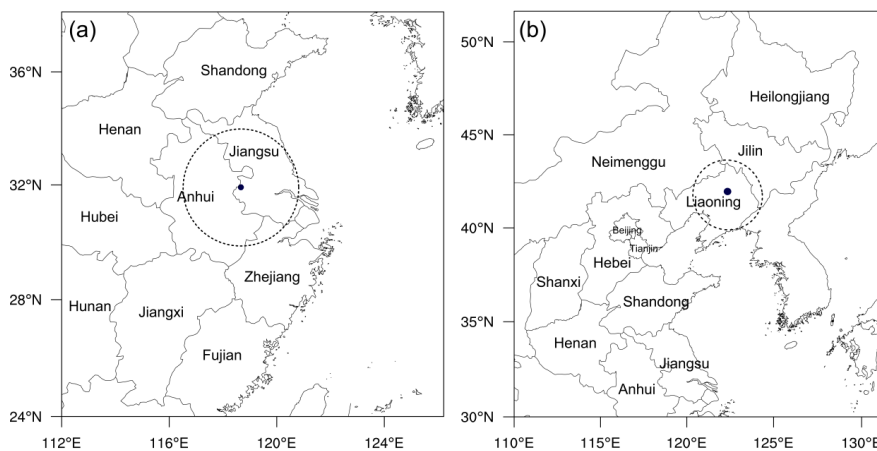 (a)
36°N
32°N
28°N
24°N
112°E
116°E
120°E
124°E
Shandong
Henan
Jiangsu
Anhui
Hubei
Zhejiang
Hunan
Jiangxi
Fujian
(b)
50°N
45°N
40°N
35°N
30°N
110°E
115°E
120°E
125°E
130°E
Heilongjiang
Jilin
Neimenggu
Liaoning
Beijing
Tianjin
Hebei
Shanxi
Shandong
Henan
Jiangsu
Anhui